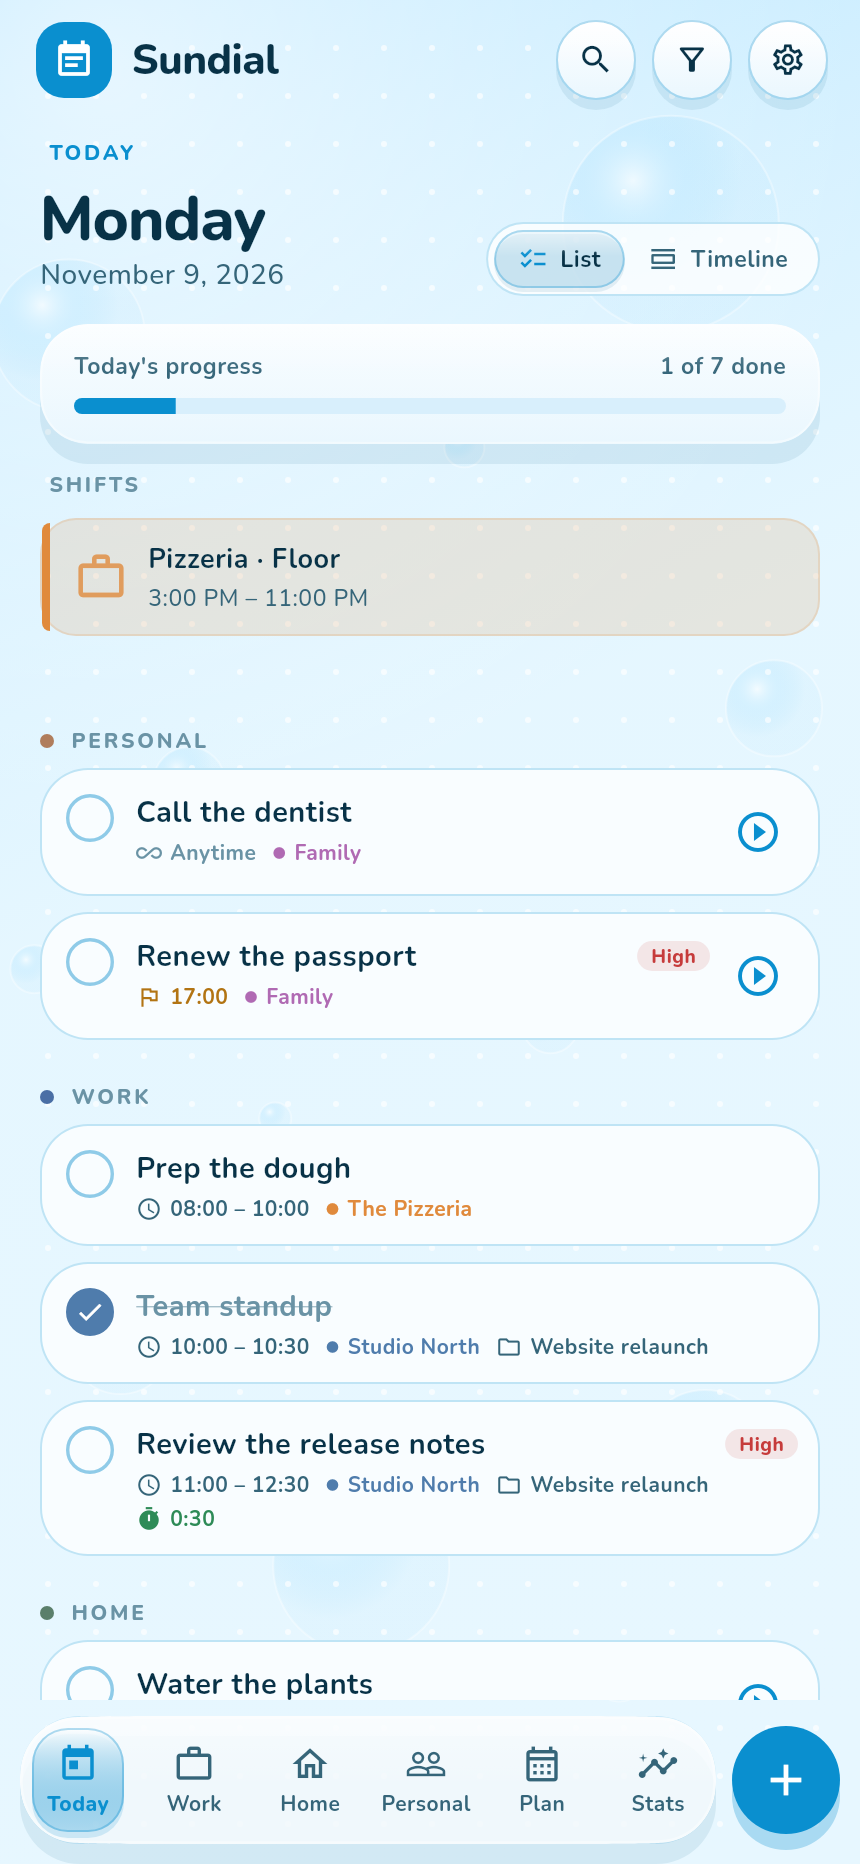 Sundial
TODAY
Monday
November 9, 2026
List
Timeline
Today's progress
1 of 7 done
SHIFTS
Pizzeria · Floor
3:00 PM – 11:00 PM
PERSONAL
Call the dentist
Anytime Family
Renew the passport High
17:00 Family
WORK
Prep the dough
08:00 – 10:00 The Pizzeria
Team standup
10:00 – 10:30 Studio North Website relaunch
Review the release notes High
11:00 – 12:30 Studio North Website relaunch
0:30
HOME
Water the plants
Today Work Home Personal Plan Stats